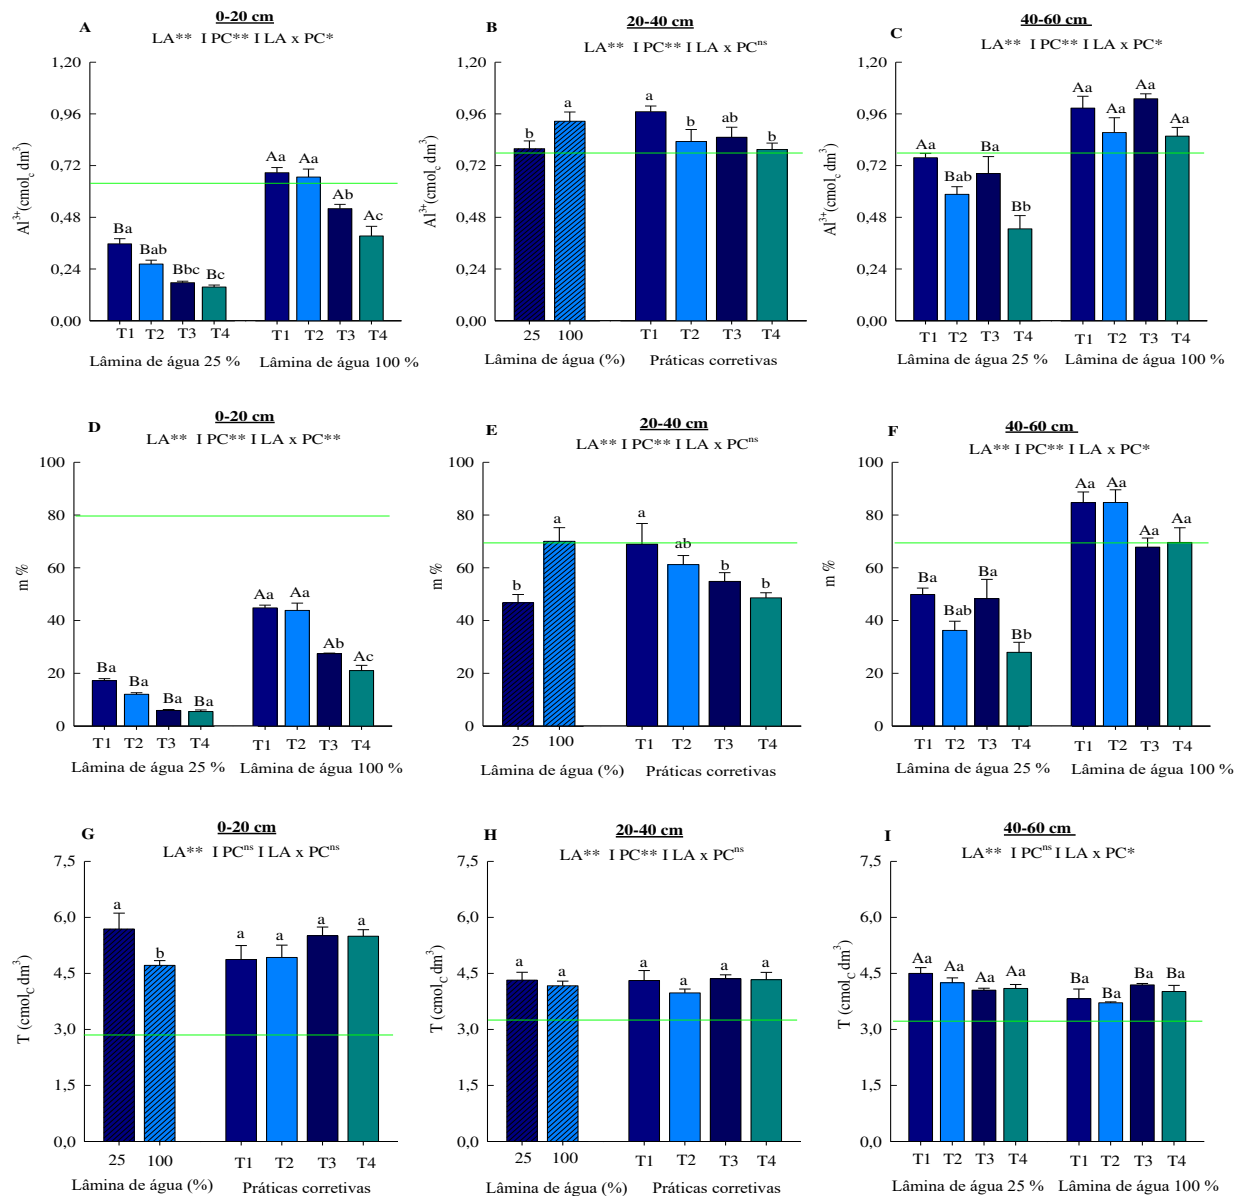 A
0-20 cm
LA** I PC** I LA x PC*
Al³⁺(cmol_c dm³)
1,20
0,96
0,72
0,48
0,24
0,00
Ba
Bab
Bbc
Bc
Aa
Aa
Ab
Ac
T1 T2 T3 T4 T1 T2 T3 T4
Lâmina de água 25 % Lâmina de água 100 %
B
20-40 cm
LA** I PC** I LA x PCⁿˢ
Al³⁺(cmol_c dm³)
1,20
0,96
0,72
0,48
0,24
0,00
b
a
a
b
ab
b
25 100 T1 T2 T3 T4
Lâmina de água (%) Práticas corretivas
C
40-60 cm
LA** I PC** I LA x PC*
Al³⁺(cmol_c dm³)
1,20
0,96
0,72
0,48
0,24
0,00
Aa
Bab
Ba
Bb
Aa
Aa
Aa
Aa
T1 T2 T3 T4 T1 T2 T3 T4
Lâmina de água 25 % Lâmina de água 100 %
D
0-20 cm
LA** I PC** I LA x PC**
m %
100
80
60
40
20
0
Ba
Ba
Ba
Ba
Aa
Aa
Ab
Ac
T1 T2 T3 T4 T1 T2 T3 T4
Lâmina de água 25 % Lâmina de água 100 %
E
20-40 cm
LA** I PC** I LA x PCⁿˢ
m %
100
80
60
40
20
0
b
a
a
ab
b
b
25 100 T1 T2 T3 T4
Lâmina de água (%) Práticas corretivas
F
40-60 cm
LA** I PC** I LA x PC*
m %
100
80
60
40
20
0
Ba
Bab
Ba
Bb
Aa
Aa
Aa
Aa
T1 T2 T3 T4 T1 T2 T3 T4
Lâmina de água 25 % Lâmina de água 100 %
G
0-20 cm
LA** I PCⁿˢ I LA x PCⁿˢ
T (cmol_C dm³)
7,5
6,0
4,5
3,0
1,5
0,0
a
b
a
a
a
a
25 100 T1 T2 T3 T4
Lâmina de água (%) Práticas corretivas
H
20-40 cm
LA** I PC** I LA x PCⁿˢ
T (cmol_C dm³)
7,5
6,0
4,5
3,0
1,5
0,0
a
a
a
a
a
a
25 100 T1 T2 T3 T4
Lâmina de água (%) Práticas corretivas
I
40-60 cm
LA** I PCⁿˢ I LA x PC*
T (cmol_C dm³)
7,5
6,0
4,5
3,0
1,5
0,0
Aa
Aa
Aa
Aa
Ba
Ba
Ba
Ba
T1 T2 T3 T4 T1 T2 T3 T4
Lâmina de água 25 % Lâmina de água 100 %